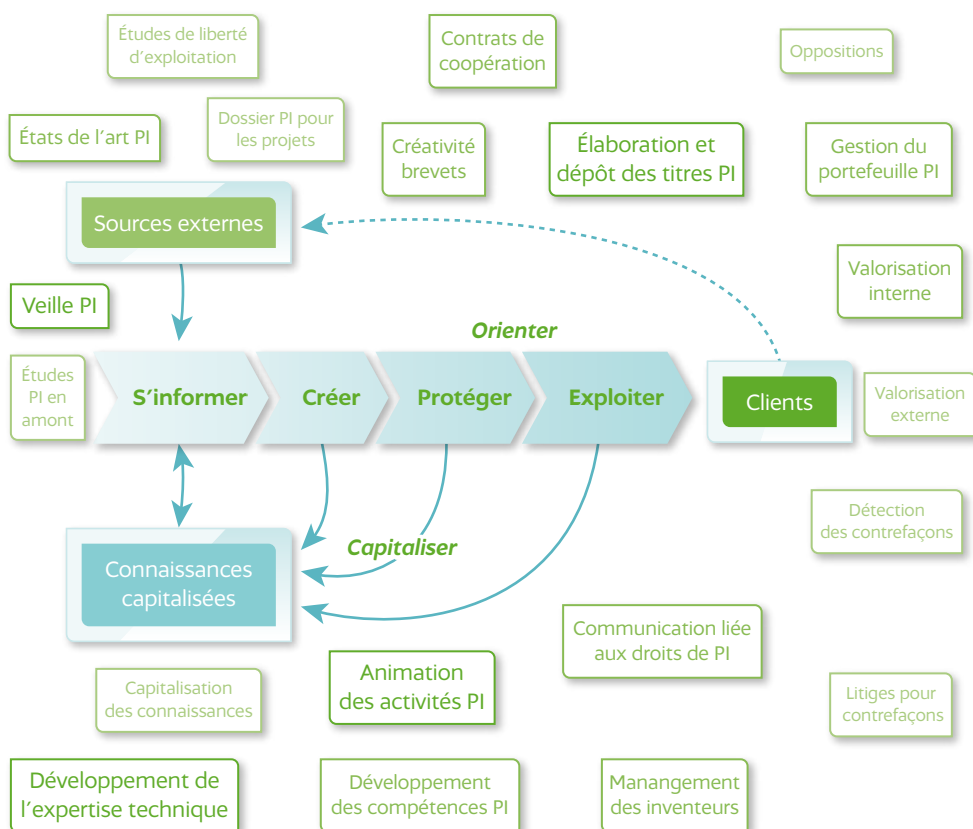 Études de liberté
d'exploitation
Contrats de
coopération
Oppositions
États de l'art PI
Dossier PI pour
les projets
Créativité
brevets
Élaboration et
dépôt des titres PI
Gestion du
portefeuille PI
Sources externes
Valorisation
interne
Veille PI
Orienter
Études
PI en
amont
S'informer
Créer
Protéger
Exploiter
Clients
Valorisation
externe
Détection
des contrefaçons
Capitaliser
Connaissances
capitalisées
Communication liée
aux droits de PI
Animation
des activités PI
Capitalisation
des connaissances
Litiges pour
contrefaçons
Développement de
l'expertise technique
Développement
des compétences PI
Manangement
des inventeurs